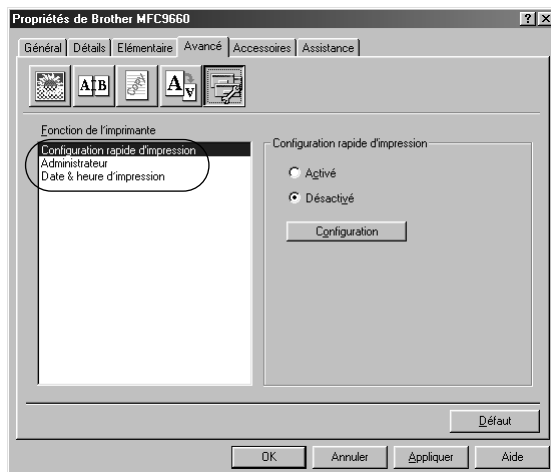 Propriétés de Brother MFC9660
Général Détails Elémentaire Avancé Accessoires Assistance
A B
Copy
A A
Fonction de l'imprimante
Configuration rapide d'impression
Administrateur
Date & heure d'impression
Configuration rapide d'impression
Activé
Désactivé
Configuration
Défaut
OK Annuler Appliquer Aide